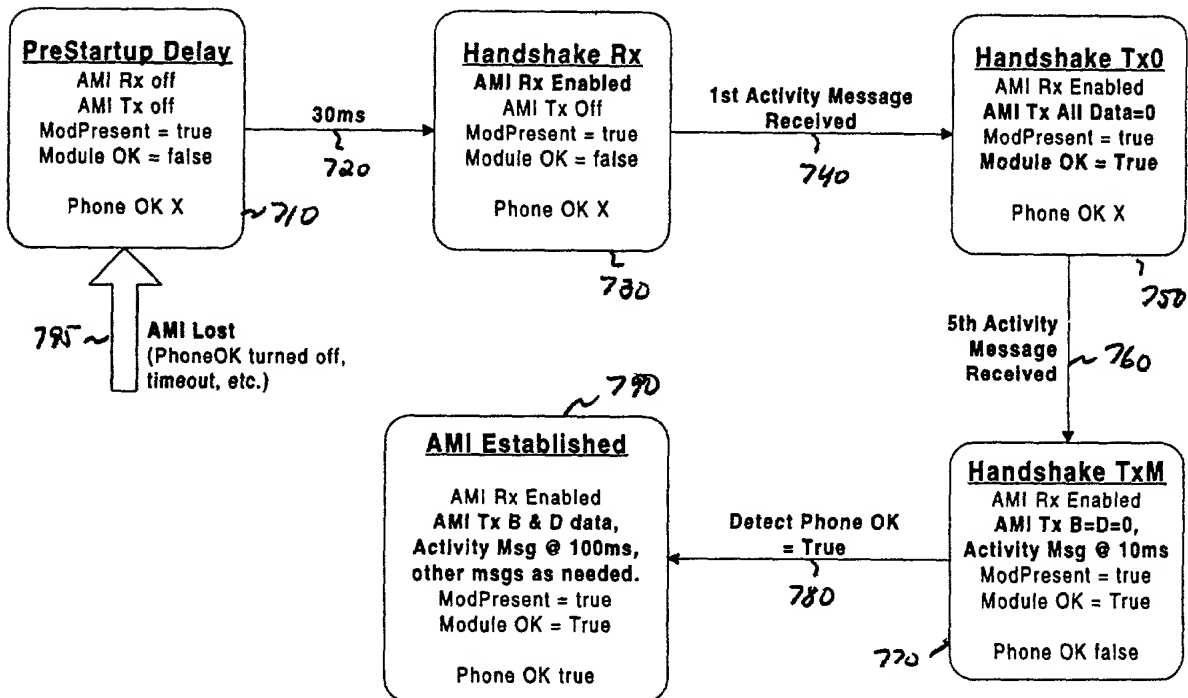 PreStartup Delay
AMI Rx off
AMI Tx off
ModPresent = true
Module OK = false
Phone OK X
710
30ms
720
Handshake Rx
AMI Rx Enabled
AMI Tx Off
ModPresent = true
Module OK = false
Phone OK X
730
1st Activity Message
Received
740
Handshake Tx0
AMI Rx Enabled
AMI Tx All Data=0
ModPresent = true
Module OK = True
Phone OK X
750
795
AMI Lost
(PhoneOK turned off,
timeout, etc.)
5th Activity
Message
Received
760
790
AMI Established
AMI Rx Enabled
AMI Tx B & D data,
Activity Msg @ 100ms,
other msgs as needed.
ModPresent = true
Module OK = True
Phone OK true
Detect Phone OK
= True
780
Handshake TxM
AMI Rx Enabled
AMI Tx B=D=0,
Activity Msg @ 10ms
ModPresent = true
Module OK = True
Phone OK false
770